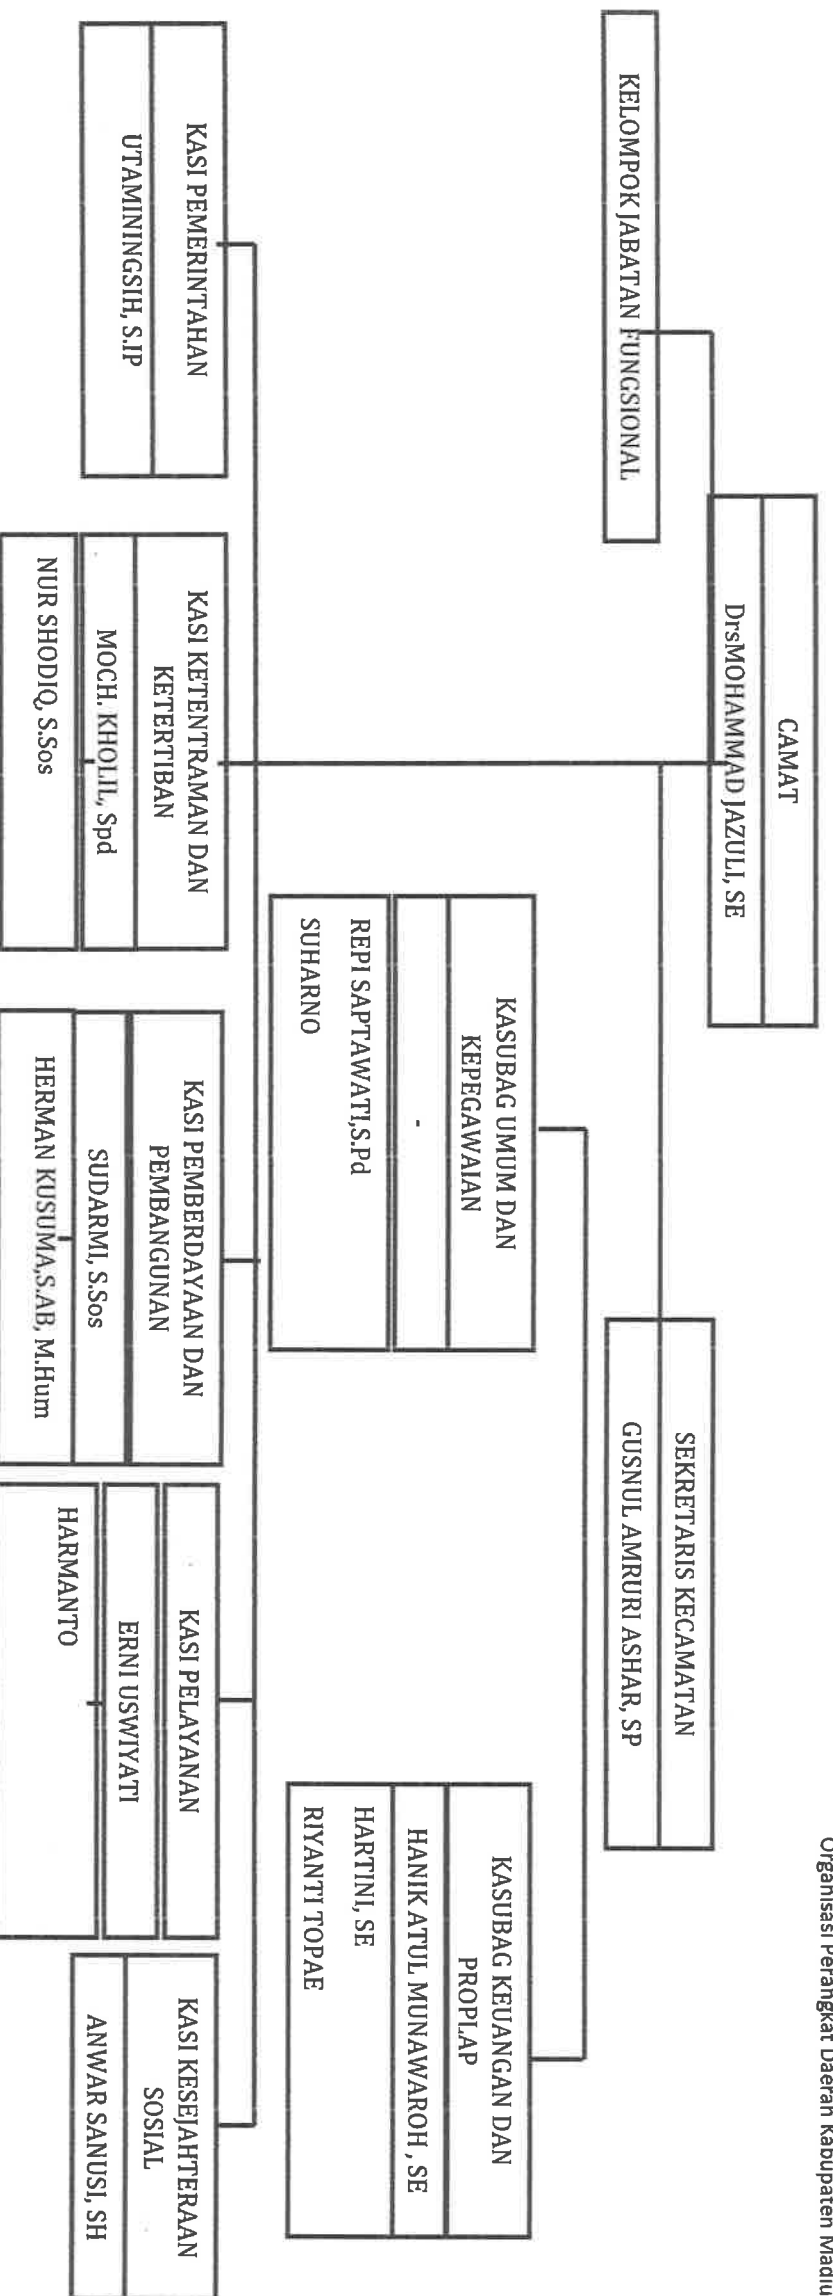 Organisasi Perangkat Daerah Kabupaten
CAMAT
DrsMOHAMMAD JAZULI, SE
KELOMPOK JABATAN FUNGSIONAL
SEKRETARIS KECAMATAN
GUSNUL AMRURI ASHAR, SP
KASUBAG UMUM DAN
KEPEGAWAIAN
-
REPI SAPTAWATI,S.Pd
SUHARNO
KASUBAG KEUANGAN DAN
PROPLAP
HANIK ATUL MUNAWAROH , SE
HARTINI, SE
RIYANTI TOPAE
KASI PEMERINTAHAN
UTAMININGSIH, S.IP
KASI KETENTRAMAN DAN
KETERTIBAN
MOCH. KHOLIL, Spd
NUR SHODIQ, S.Sos
KASI PEMBERDAYAAN DAN
PEMBANGUNAN
SUDARMI, S.Sos
HERMAN KUSUMA,S.AB, M.Hum
KASI PELAYANAN
ERNI USWIYATI
HARMANTO
KASI KESEJAHTERAAN
SOSIAL
ANWAR SANUSI, SH